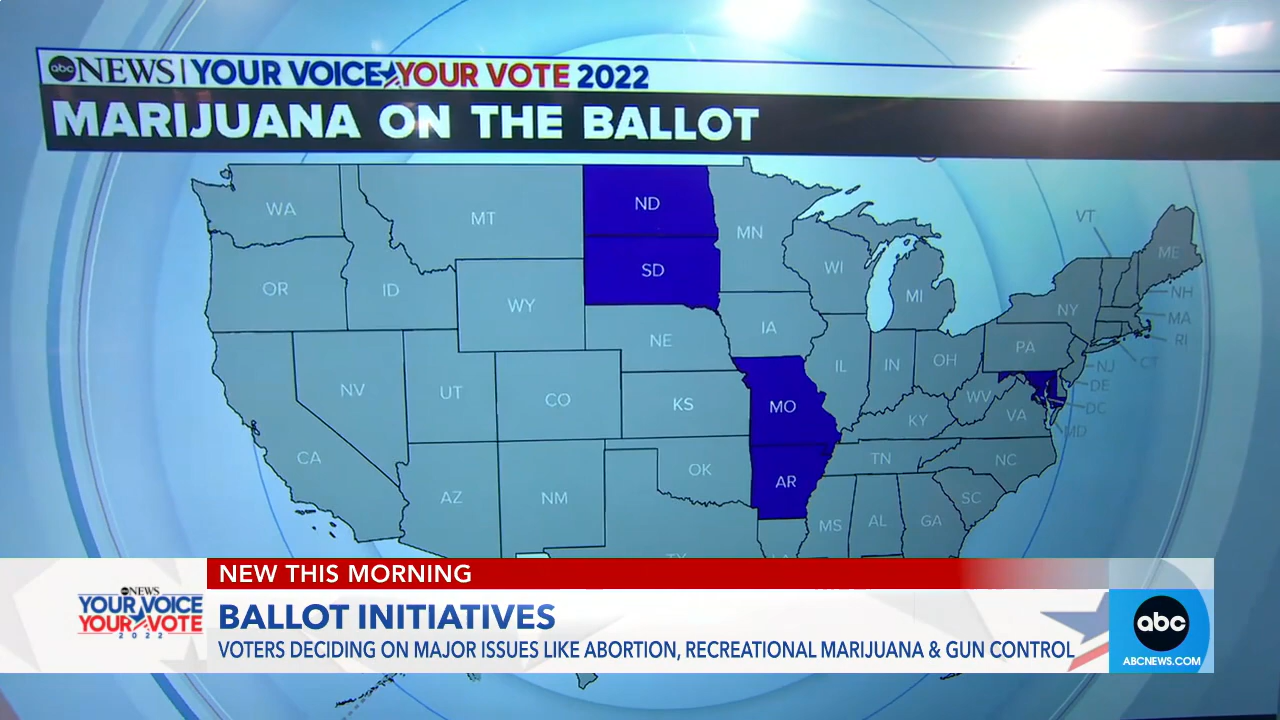 abc NEWS | YOUR VOICE YOUR VOTE 2022
MARIJUANA ON THE BALLOT
WA
MT
ND
MN
VT
ME
OR
ID
SD
WI
WY
MI
NH
NY
MA
NE
IA
RI
PA
CT
NV
UT
CO
IL
IN
OH
NJ
DE
KS
MO
WV
VA
DC
KY
MD
CA
TN
NC
AZ
NM
OK
AR
SC
MS
AL
GA
NEW THIS MORNING
abc NEWS
YOUR VOICE
YOUR VOTE
2022
BALLOT INITIATIVES
VOTERS DECIDING ON MAJOR ISSUES LIKE ABORTION, RECREATIONAL MARIJUANA & GUN CONTROL
abc
ABCNEWS.COM